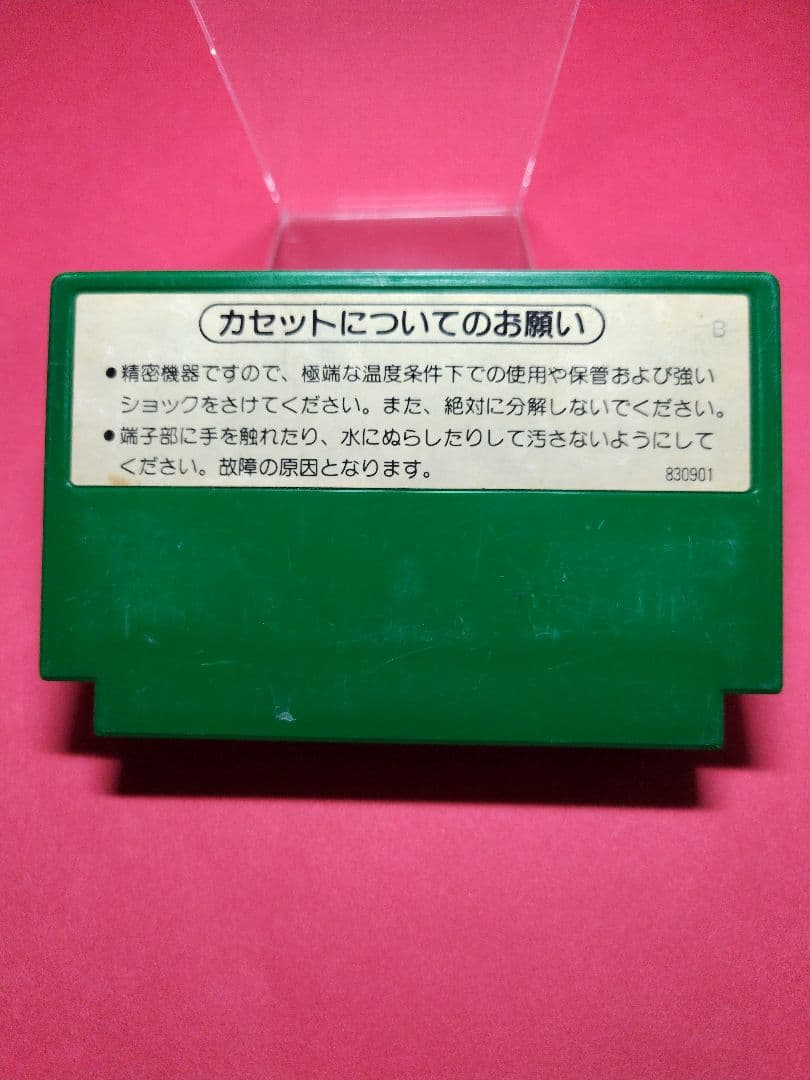 カセットについてのお願い
B
●精密機器ですので、極端な温度条件下での使用や保管および強い
ショックをさけてください。また、絶対に分解しないでください。
●端子部に手を触れたり、水にぬらしたりして汚さないようにして
ください。故障の原因となります。
830901